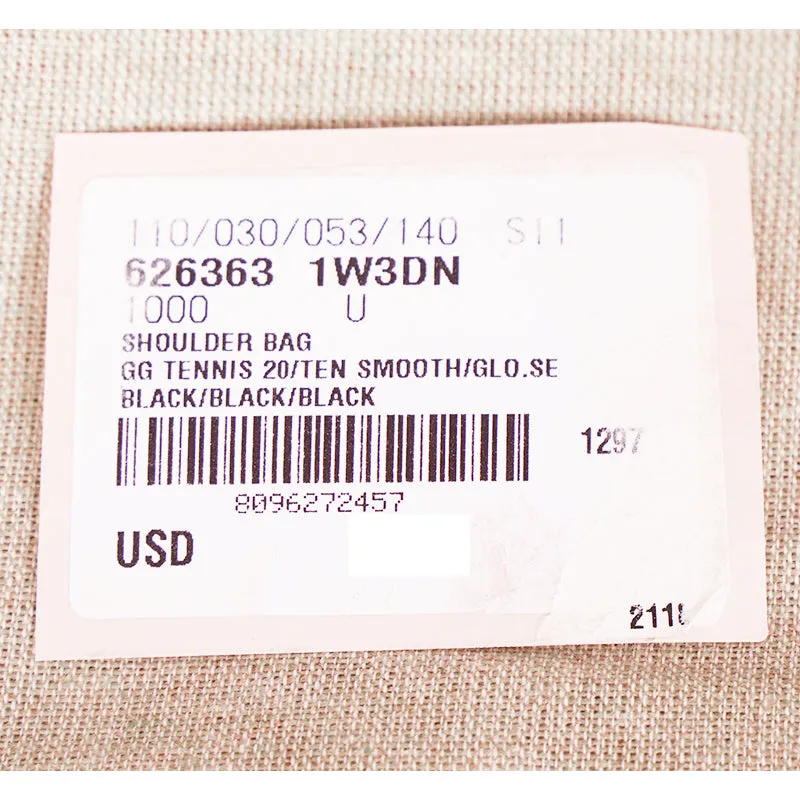 110/030/053/140 S11
626363 1W3DN
1000 U
SHOULDER BAG
GG TENNIS 20/TEN SMOOTH/GLO.SE
BLACK/BLACK/BLACK
1297
8096272457
USD